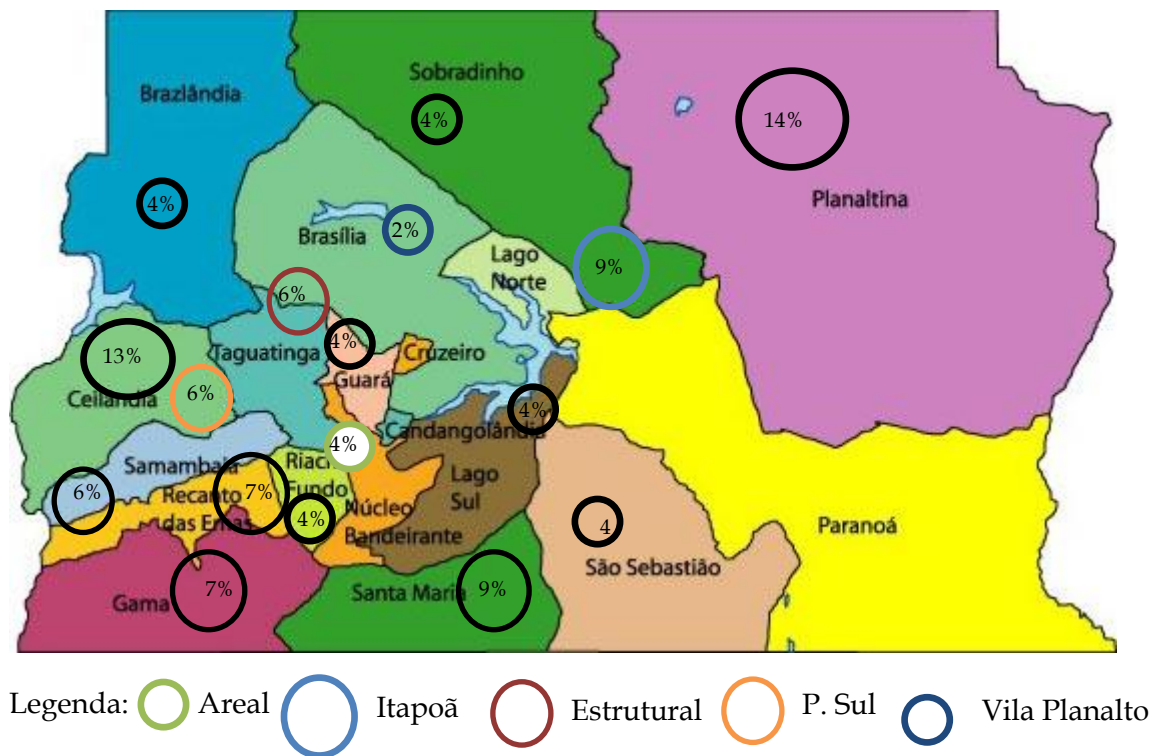 Sobradinho
Brazlândia
4%
14%
Planaltina
4%
2%
Brasília
Lago
Norte
9%
6%
4%
13%
Taguatinga
Cruzeiro
Guará
6%
Ceilândia
4%
Candangolândia
4%
Samambaia
Riac
Fundo
Lago
Sul
6%
Recanto
das Emas
7%
4%
Núcleo
Bandeirante
4
Paranoá
São Sebastião
Gama
7%
Santa Maria
9%
Legenda: Areal Itapoã Estrutural P. Sul Vila Planalto